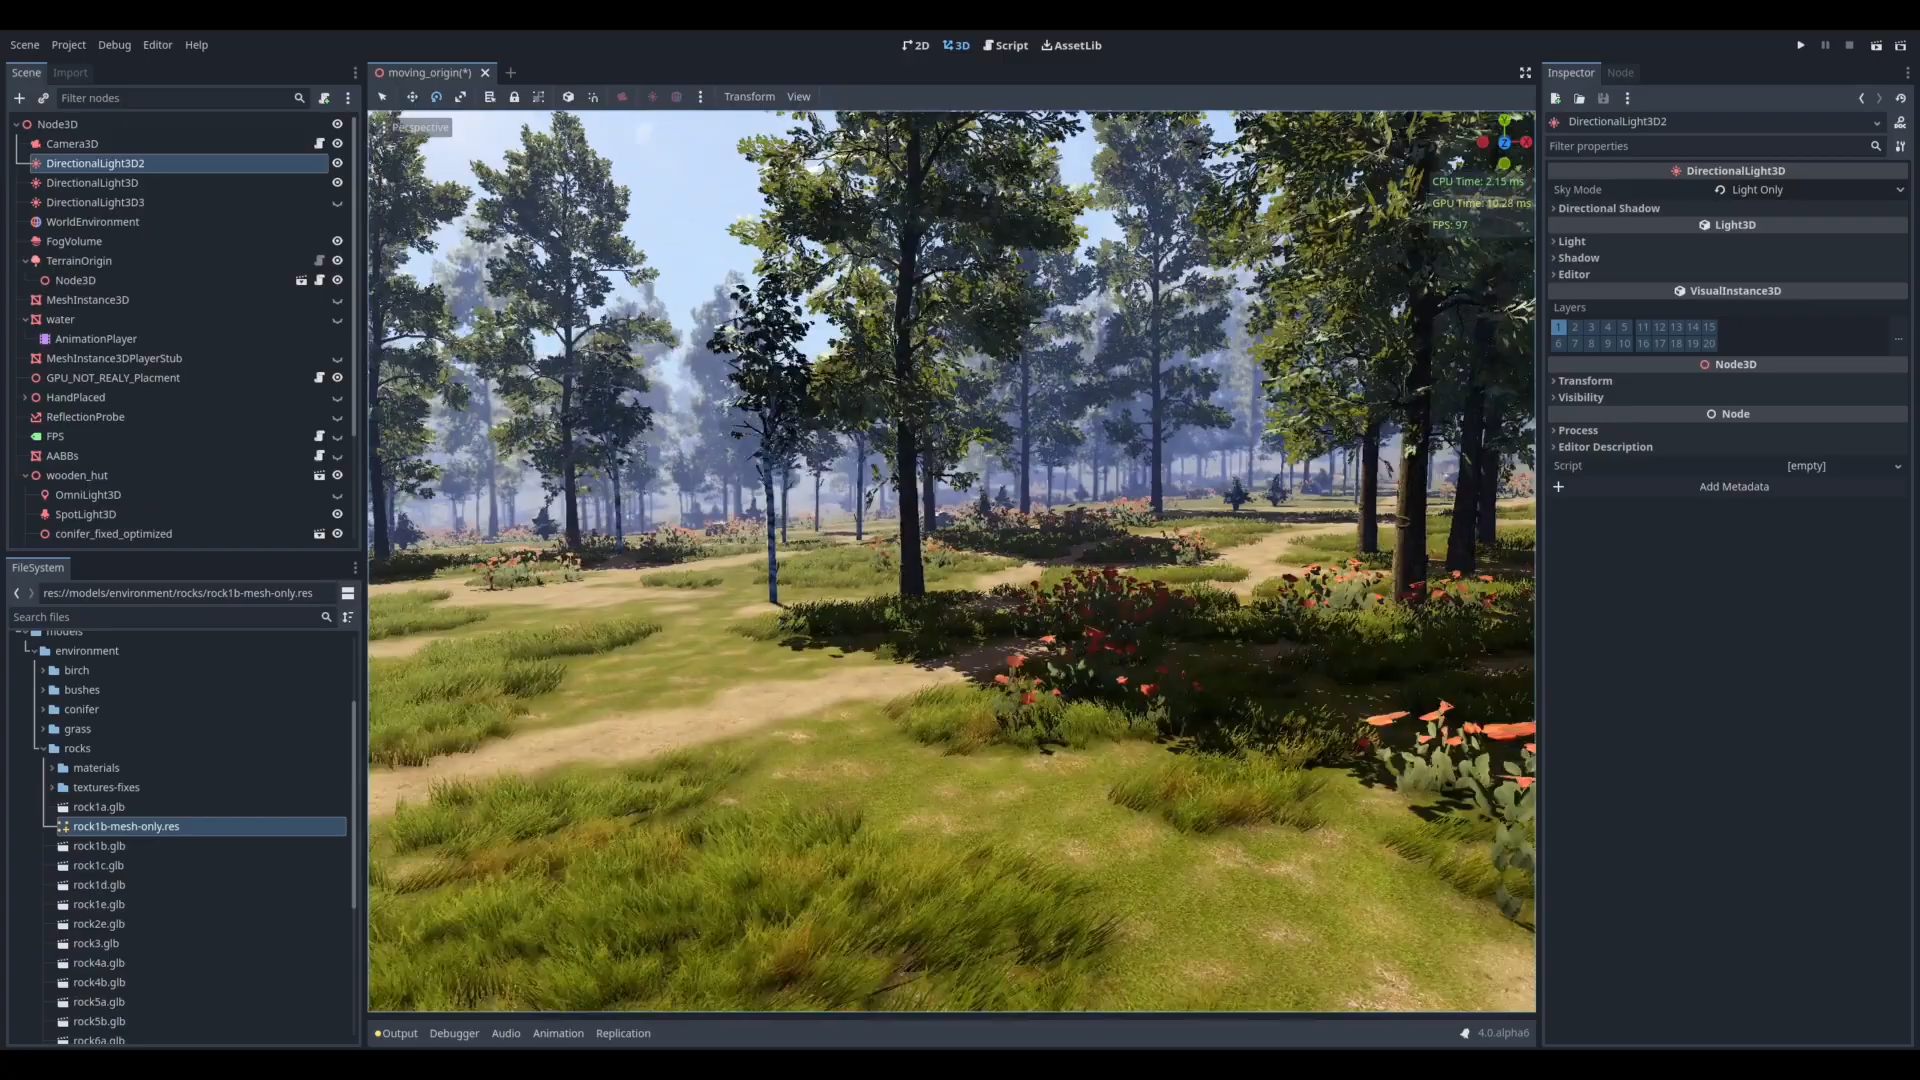 Scene Project Debug Editor Help
2D 3D Script AssetLib
Scene Import
Filter nodes
Node3D
Camera3D
DirectionalLight3D2
DirectionalLight3D
DirectionalLight3D3
WorldEnvironment
FogVolume
TerrainOrigin
Node3D
MeshInstance3D
water
AnimationPlayer
MeshInstance3DPlayerStub
GPU_NOT_REALY_Placment
HandPlaced
ReflectionProbe
FPS
AABBs
wooden_hut
OmniLight3D
SpotLight3D
conifer_fixed_optimized
FileSystem
res://models/environment/rocks/rock1b-mesh-only.res
Search files
models
environment
birch
bushes
conifer
grass
rocks
materials
textures-fixes
rock1a.glb
rock1b-mesh-only.res
rock1b.glb
rock1c.glb
rock1d.glb
rock1e.glb
rock2e.glb
rock3.glb
rock4a.glb
rock4b.glb
rock5a.glb
rock5b.glb
rock6a.glb
moving_origin(*)
Transform View
Perspective
Y
Z X
CPU Time: 2.15 ms
GPU Time: 10.28 ms
FPS: 97
Output Debugger Audio Animation Replication
4.0.alpha6
Inspector Node
DirectionalLight3D2
Filter properties
DirectionalLight3D
Sky Mode Light Only
Directional Shadow
Light3D
Light
Shadow
Editor
VisualInstance3D
Layers
1 2 3 4 5 11 12 13 14 15
6 7 8 9 10 16 17 18 19 20
Node3D
Transform
Visibility
Node
Process
Editor Description
Script [empty]
Add Metadata